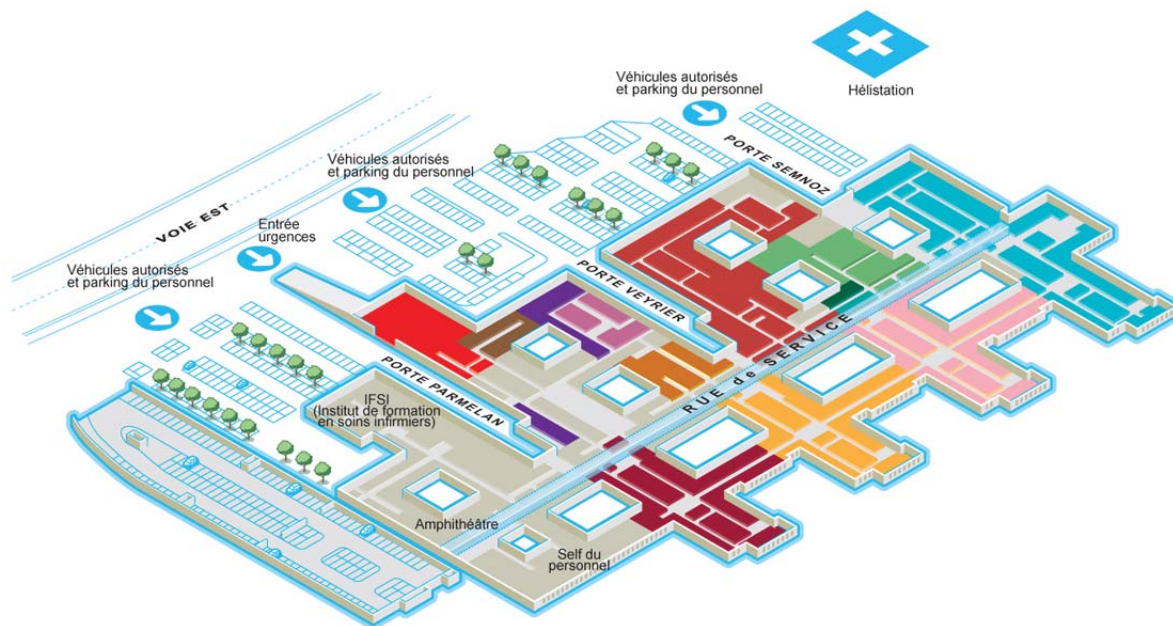 Hélistation
Véhicules autorisés
et parking du personnel
PORTE SEMNOZ
Véhicules autorisés
et parking du personnel
VOIE EST
Entrée
urgences
Véhicules autorisés
et parking du personnel
PORTE VEYRIER
RUE de SERVICE
PORTE PARMELAN
IFSI
(Institut de formation
en soins infirmiers)
Amphithéâtre
Self du
personnel